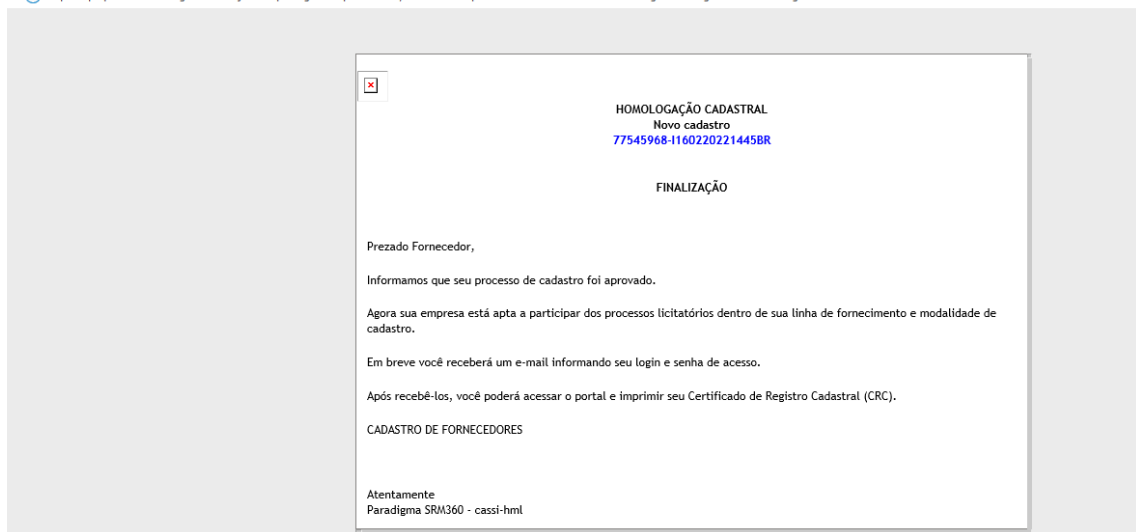 HOMOLOGAÇÃO CADASTRAL
Novo cadastro
77545968-I160220221445BR
FINALIZAÇÃO
Prezado Fornecedor,
Informamos que seu processo de cadastro foi aprovado.
Agora sua empresa está apta a participar dos processos licitatórios dentro de sua linha de fornecimento e modalidade de
cadastro.
Em breve você receberá um e-mail informando seu login e senha de acesso.
Após recebê-los, você poderá acessar o portal e imprimir seu Certificado de Registro Cadastral (CRC).
CADASTRO DE FORNECEDORES
Atentamente
Paradigma SRM360 - cassi-hml